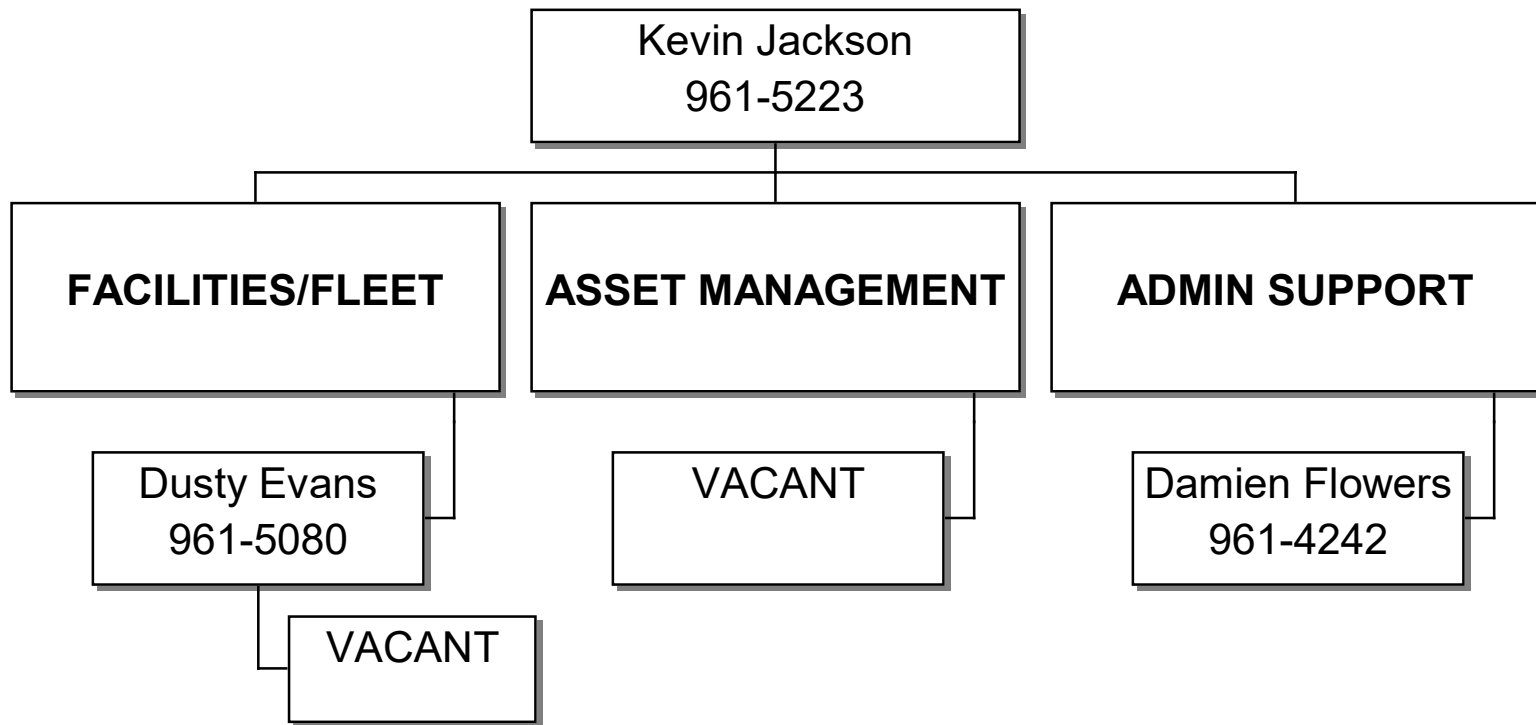 Kevin Jackson
961-5223
FACILITIES/FLEET
ASSET MANAGEMENT
ADMIN SUPPORT
Dusty Evans
961-5080
VACANT
VACANT
Damien Flowers
961-4242